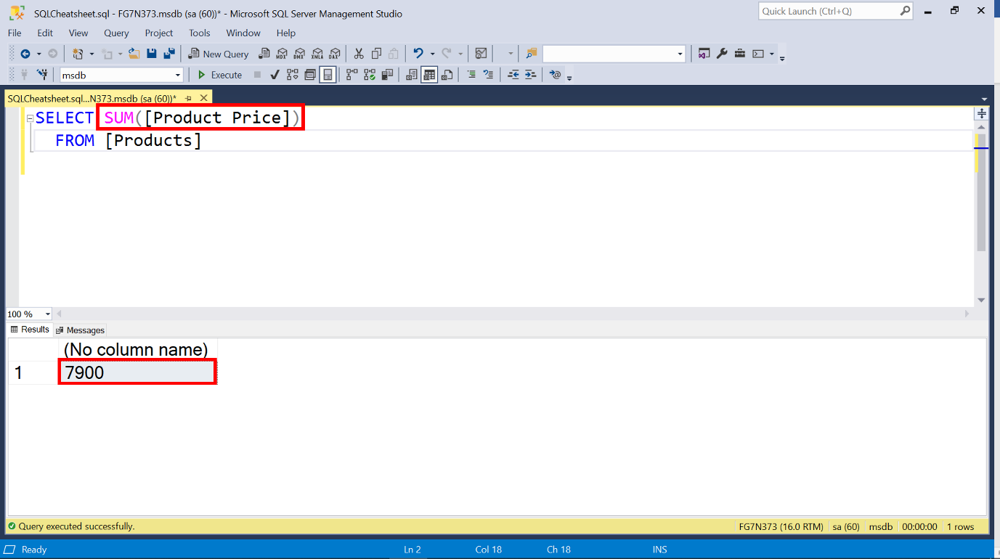 SQLCheatsheet.sql - FG7N373.msdb (sa (60))* - Microsoft SQL Server Management Studio
Quick Launch (Ctrl+Q)
File Edit View Query Project Tools Window Help
New Query MDX DMX XMLA DAX
msdb Execute
SQLCheatsheet.sql...N373.msdb (sa (60))*
SELECT SUM([Product Price])
FROM [Products]
100 %
Results Messages
(No column name)
1 7900
Query executed successfully. FG7N373 (16.0 RTM) sa (60) msdb 00:00:00 1 rows
Ready Ln 2 Col 18 Ch 18 INS